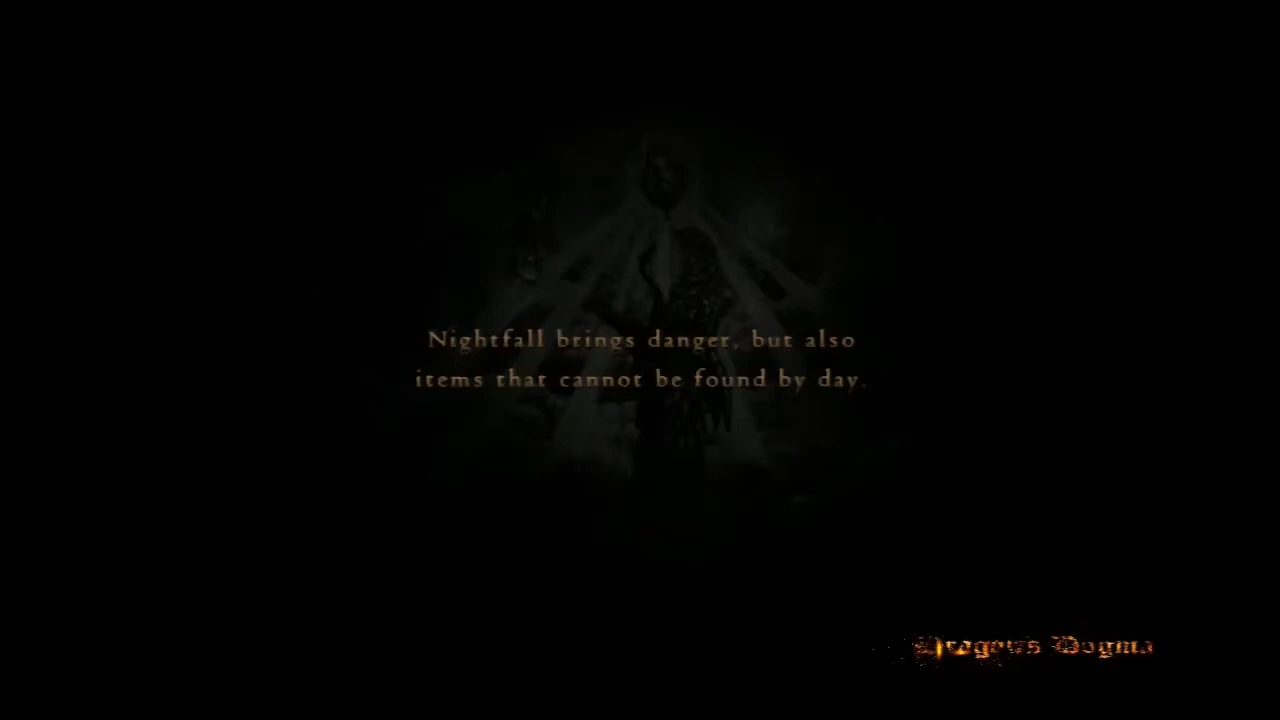 Nightfall brings danger, but also
items that cannot be found by day.
Dragon's Dogma